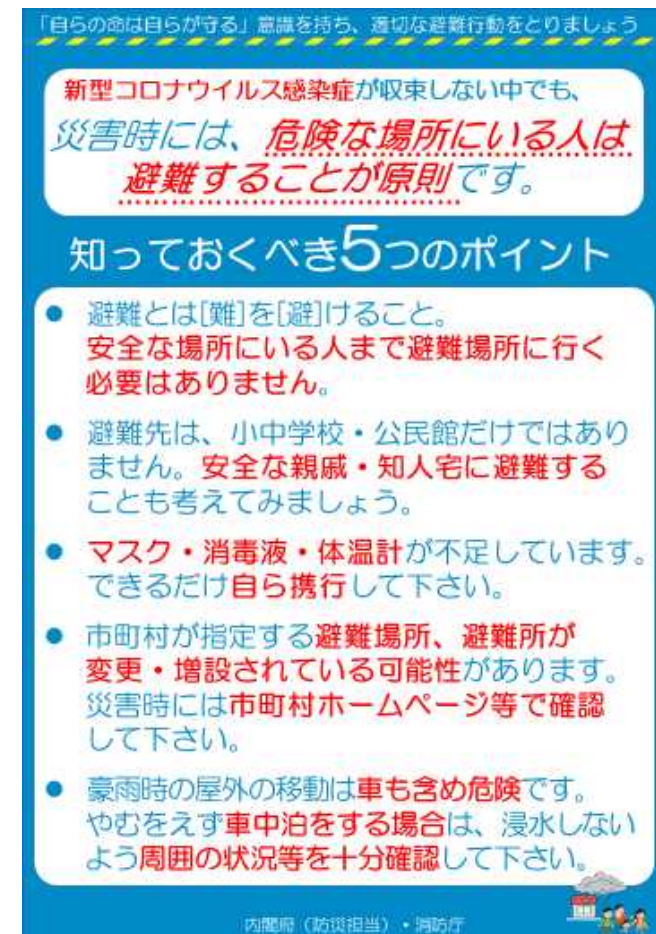 「自らの命は自らが守る」意識を持ち、適切な避難行動をとりましょう
新型コロナウイルス感染症が収束しない中でも、
災害時には、危険な場所にいる人は
避難することが原則です。
知っておくべき5つのポイント
● 避難とは[難]を[避]けること。
安全な場所にいる人まで避難場所に行く
必要はありません。
● 避難先は、小中学校・公民館だけではあり
ません。安全な親戚・知人宅に避難する
ことも考えてみましょう。
● マスク・消毒液・体温計が不足しています。
できるだけ自ら携行して下さい。
● 市町村が指定する避難場所、避難所が
変更・増設されている可能性があります。
災害時には市町村ホームページ等で確認
して下さい。
● 豪雨時の屋外の移動は車も含め危険です。
やむをえず車中泊をする場合は、浸水しない
よう周囲の状況等を十分確認して下さい。
内閣府（防災担当）・消防庁